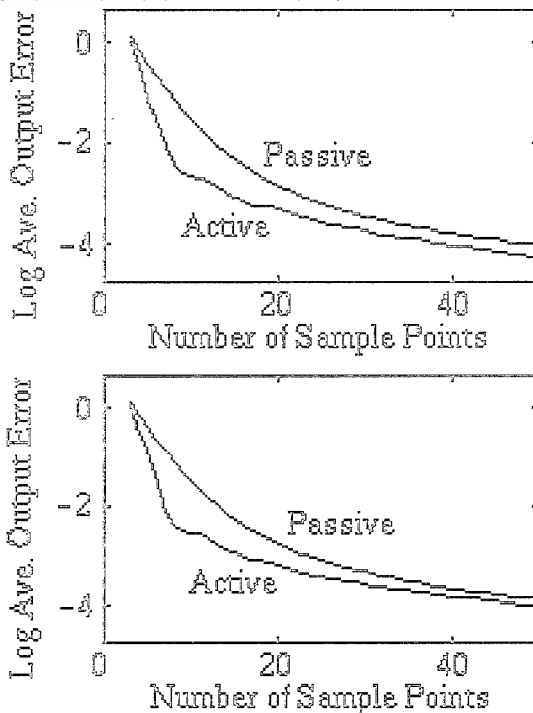 0
-2
-4
Log Ave. Output Error
Passive
Active
0 20 40
Number of Sample Points
0
-2
-4
Log Ave. Output Error
Passive
Active
0 20 40
Number of Sample Points